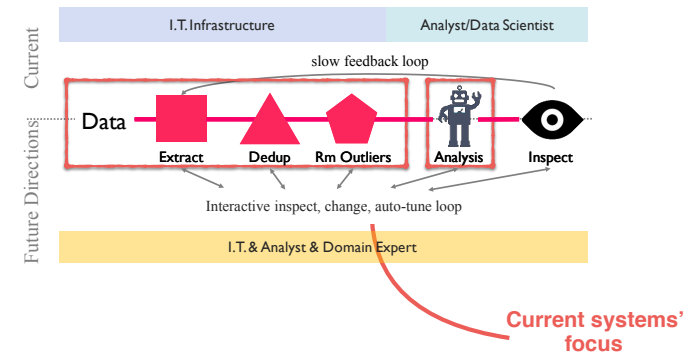 I.T. Infrastructure
Analyst/Data Scientist
Current
slow feedback loop
Data
Extract
Dedup
Rm Outliers
Analysis
Inspect
Future Directions
Interactive inspect, change, auto-tune loop
I.T. & Analyst & Domain Expert
Current systems'
focus